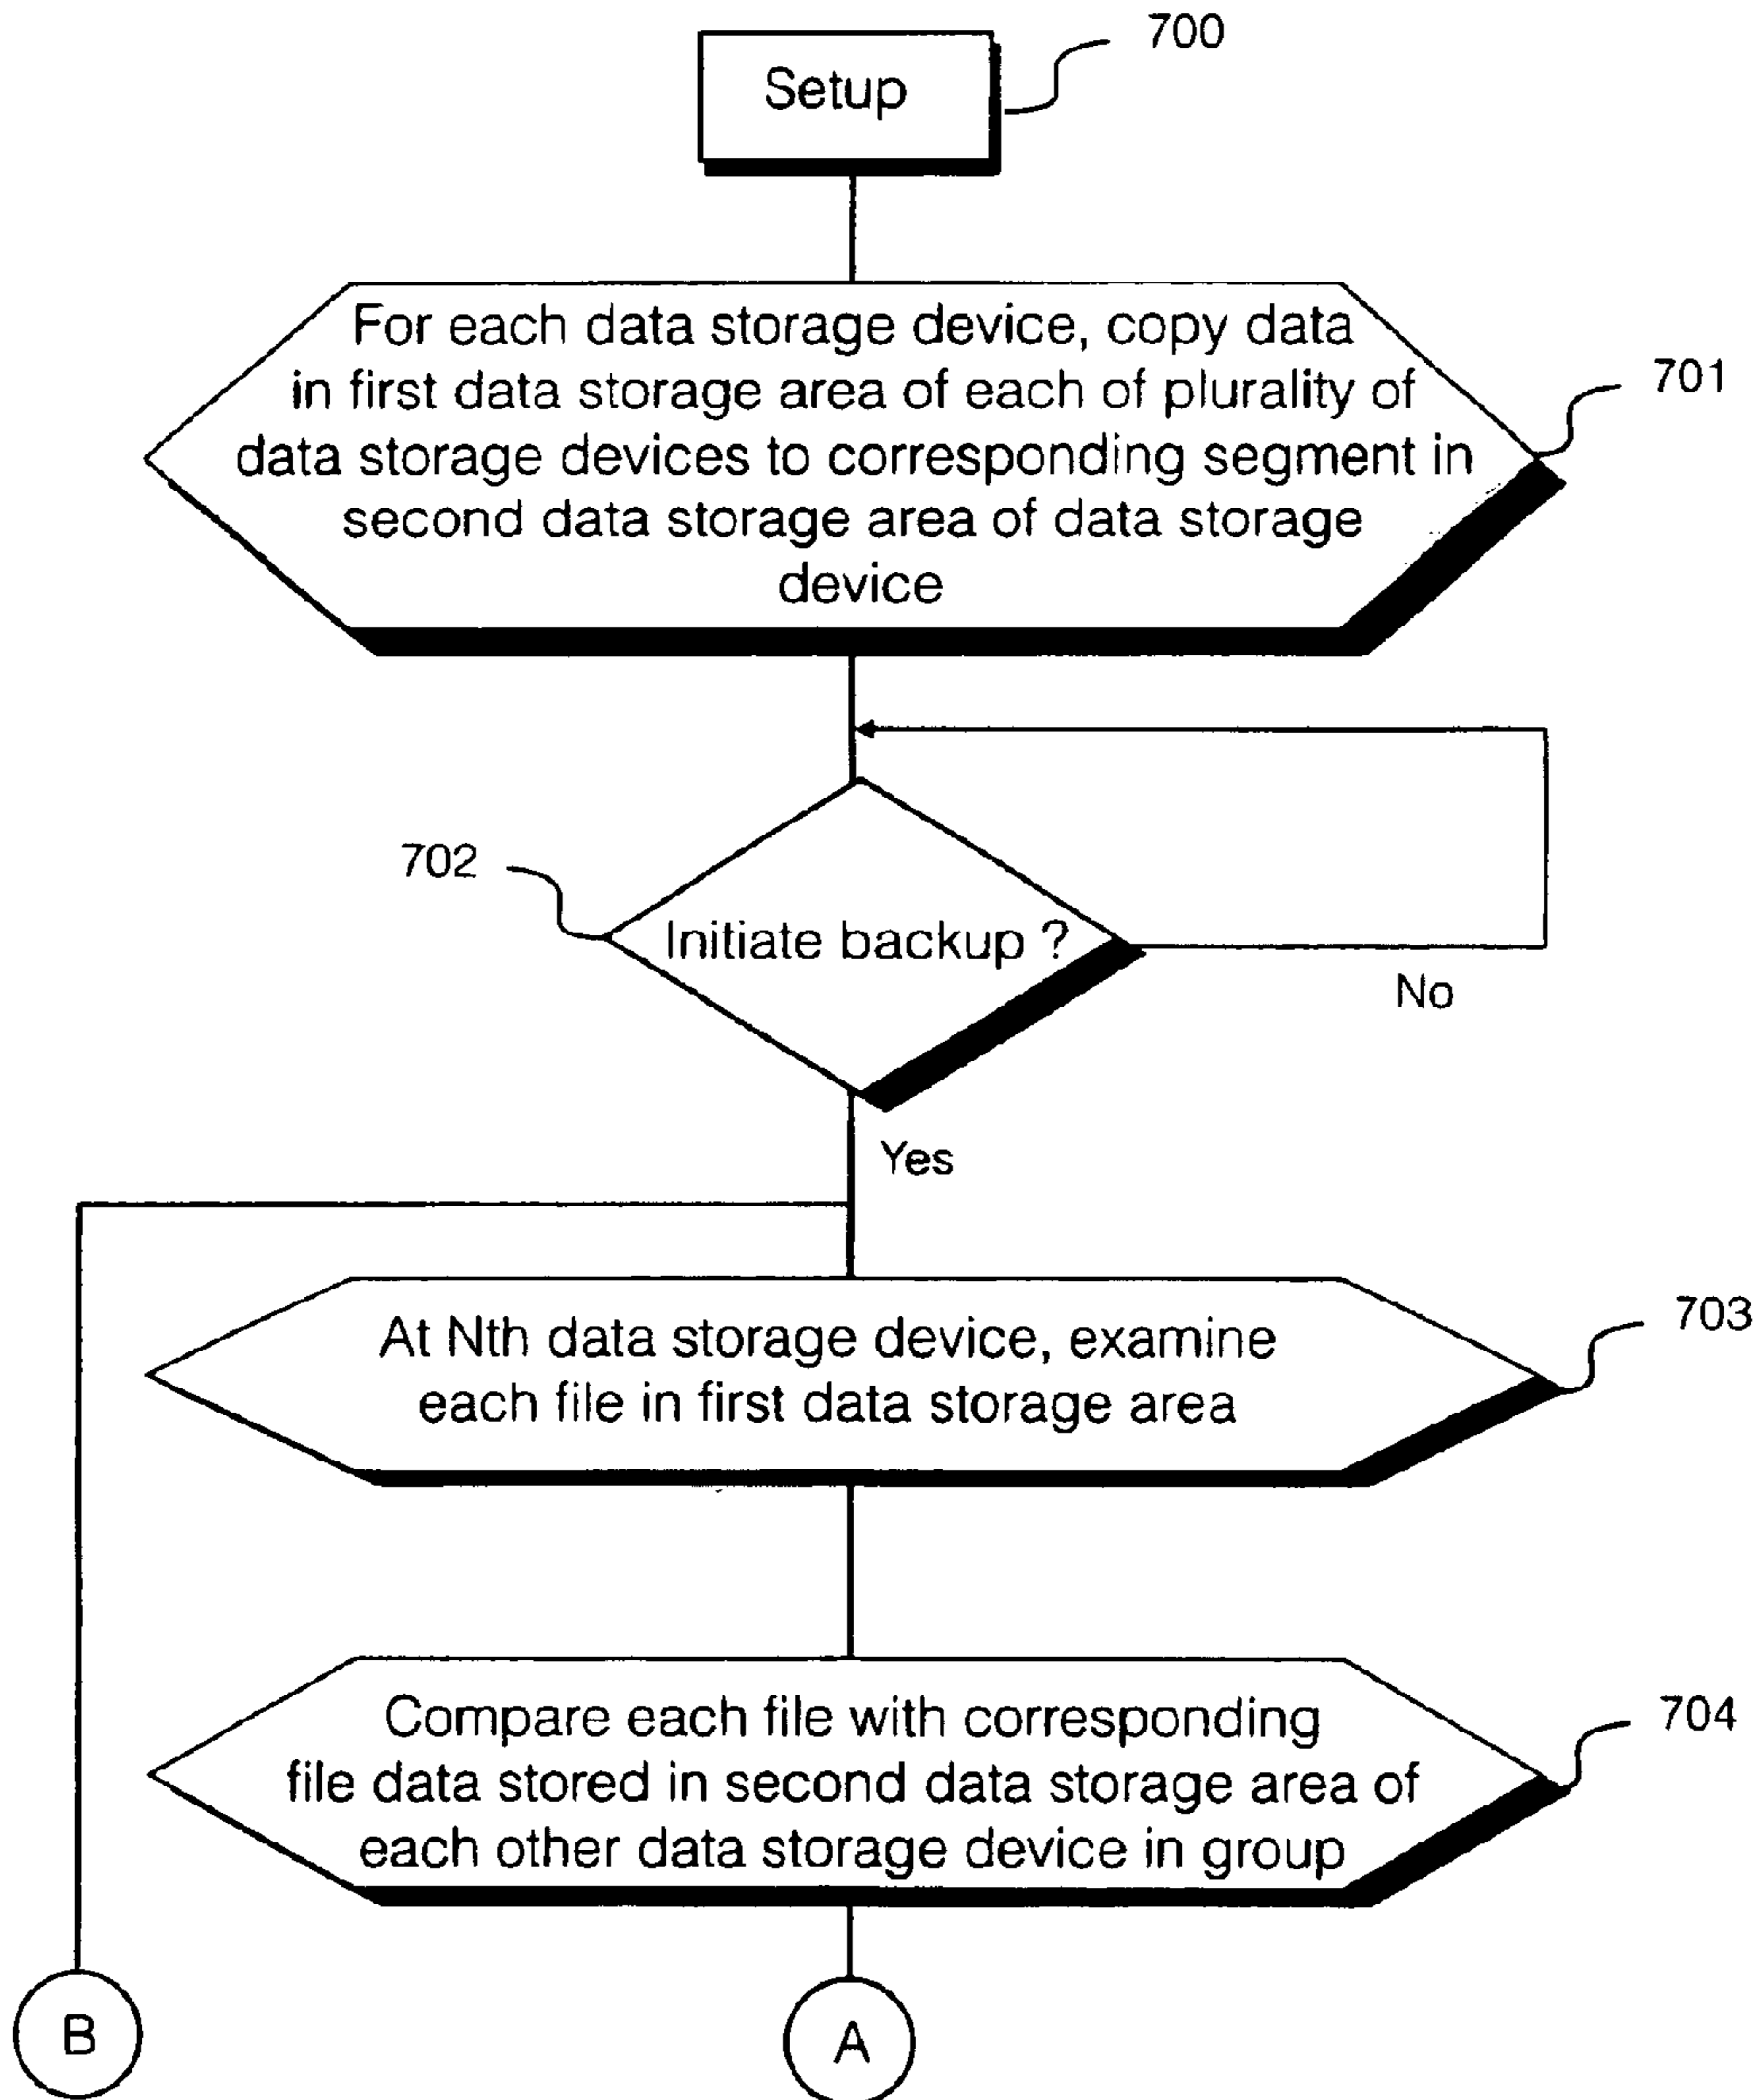 700
Setup
For each data storage device, copy data
in first data storage area of each of plurality of
data storage devices to corresponding segment in
second data storage area of data storage
device
701
702
Initiate backup ?
No
Yes
At Nth data storage device, examine
each file in first data storage area
703
Compare each file with corresponding
file data stored in second data storage area of
each other data storage device in group
704
B
A